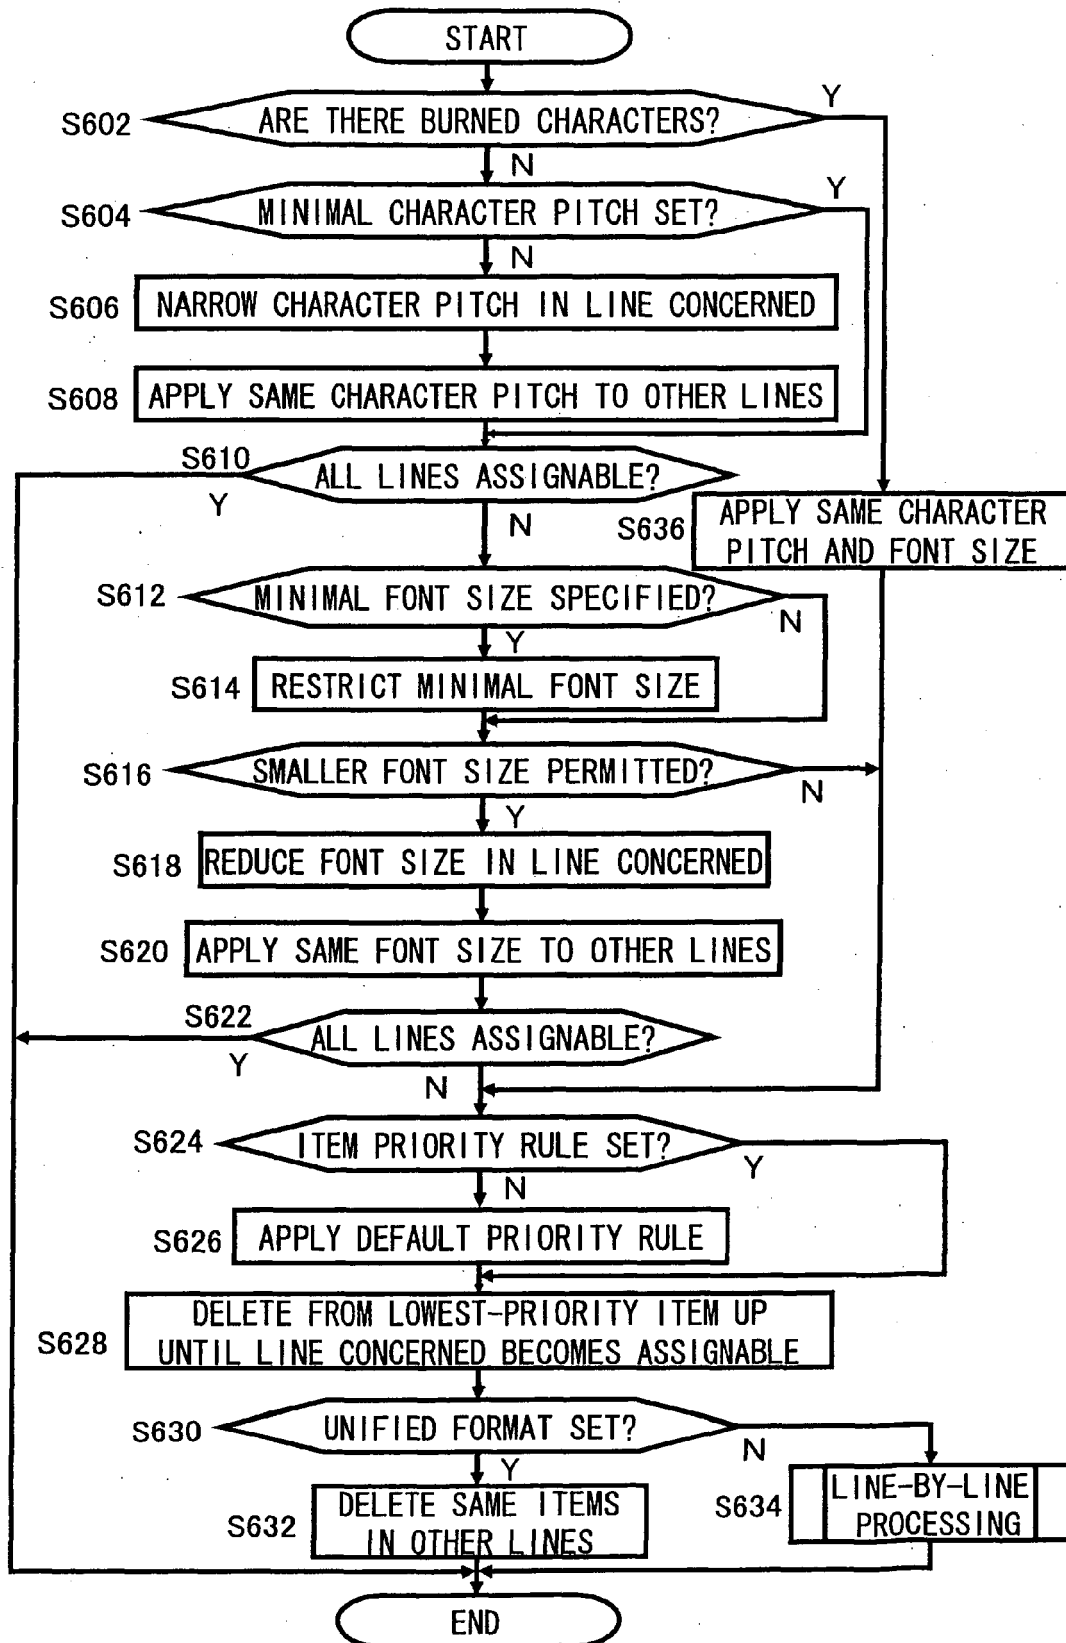 START
S602
ARE THERE BURNED CHARACTERS?
Y
N
S604
MINIMAL CHARACTER PITCH SET?
Y
N
S606
NARROW CHARACTER PITCH IN LINE CONCERNED
S608
APPLY SAME CHARACTER PITCH TO OTHER LINES
S610
ALL LINES ASSIGNABLE?
Y
N
S636
APPLY SAME CHARACTER
PITCH AND FONT SIZE
S612
MINIMAL FONT SIZE SPECIFIED?
N
Y
S614
RESTRICT MINIMAL FONT SIZE
S616
SMALLER FONT SIZE PERMITTED?
N
Y
S618
REDUCE FONT SIZE IN LINE CONCERNED
S620
APPLY SAME FONT SIZE TO OTHER LINES
S622
ALL LINES ASSIGNABLE?
Y
N
S624
ITEM PRIORITY RULE SET?
Y
N
S626
APPLY DEFAULT PRIORITY RULE
S628
DELETE FROM LOWEST-PRIORITY ITEM UP
UNTIL LINE CONCERNED BECOMES ASSIGNABLE
S630
UNIFIED FORMAT SET?
N
Y
S632
DELETE SAME ITEMS
IN OTHER LINES
S634
LINE-BY-LINE
PROCESSING
END